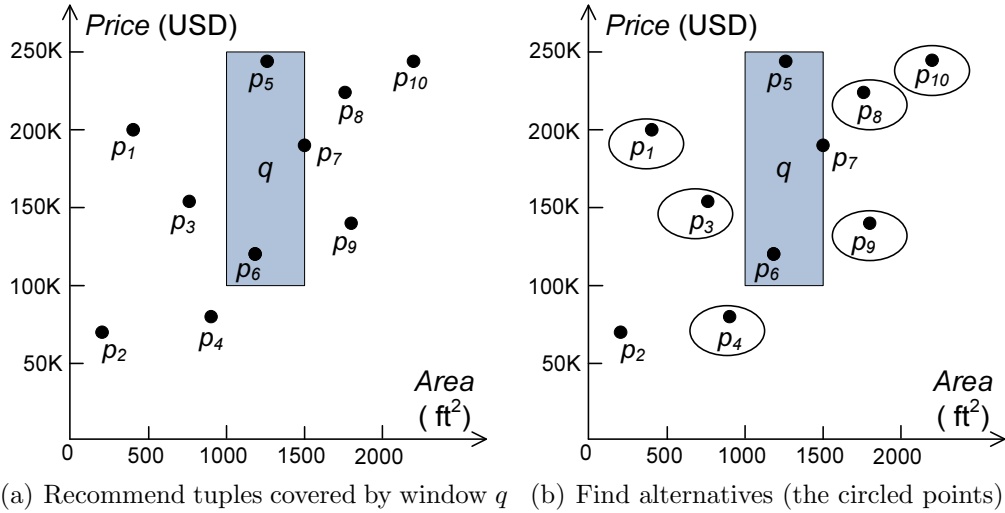 Price (USD)
250K
200K
150K
100K
50K
0
500
1000
1500
2000
Area
( ft²)
p₁
p₂
p₃
p₄
p₅
p₆
p₇
p₈
p₉
p₁₀
q
(a) Recommend tuples covered by window q
Price (USD)
250K
200K
150K
100K
50K
0
500
1000
1500
2000
Area
( ft²)
p₁
p₂
p₃
p₄
p₅
p₆
p₇
p₈
p₉
p₁₀
q
(b) Find alternatives (the circled points)